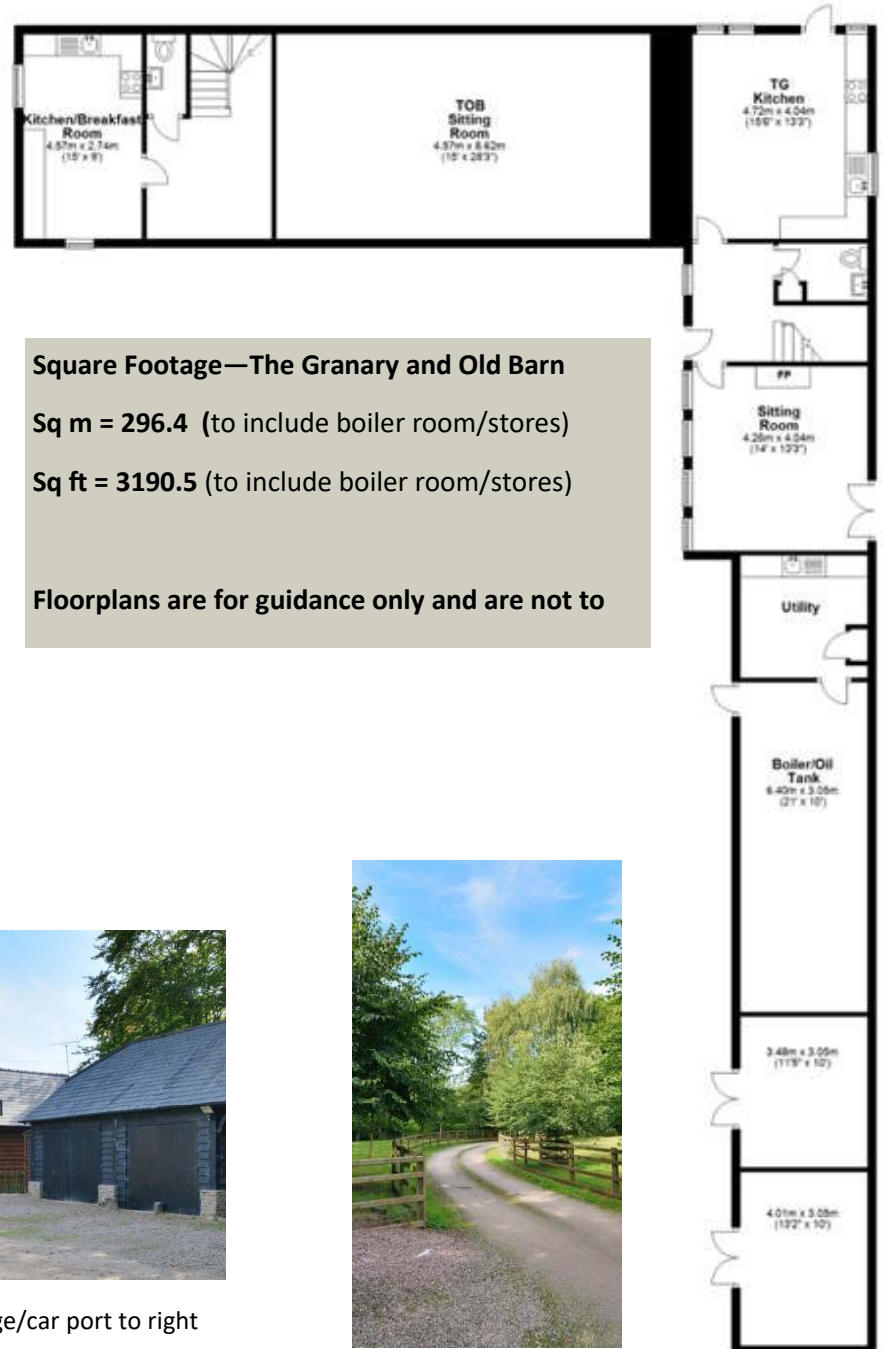 Kitchen/Breakfast
Room
4.57m x 2.74m
(15' x 9')
TOB
Sitting
Room
4.57m x 8.62m
(15' x 28'3")
TG
Kitchen
4.72m x 4.04m
(15'6" x 13'3")
FP
Sitting
Room
4.26m x 4.04m
(14' x 13'3")
Utility
Boiler/Oil
Tank
6.40m x 3.05m
(21' x 10')
3.48m x 3.05m
(11'5" x 10')
4.01m x 3.05m
(13'2" x 10')
Square Footage—The Granary and Old Barn
Sq m = 296.4 (to include boiler room/stores)
Sq ft = 3190.5 (to include boiler room/stores)
Floorplans are for guidance only and are not to
ge/car port to right